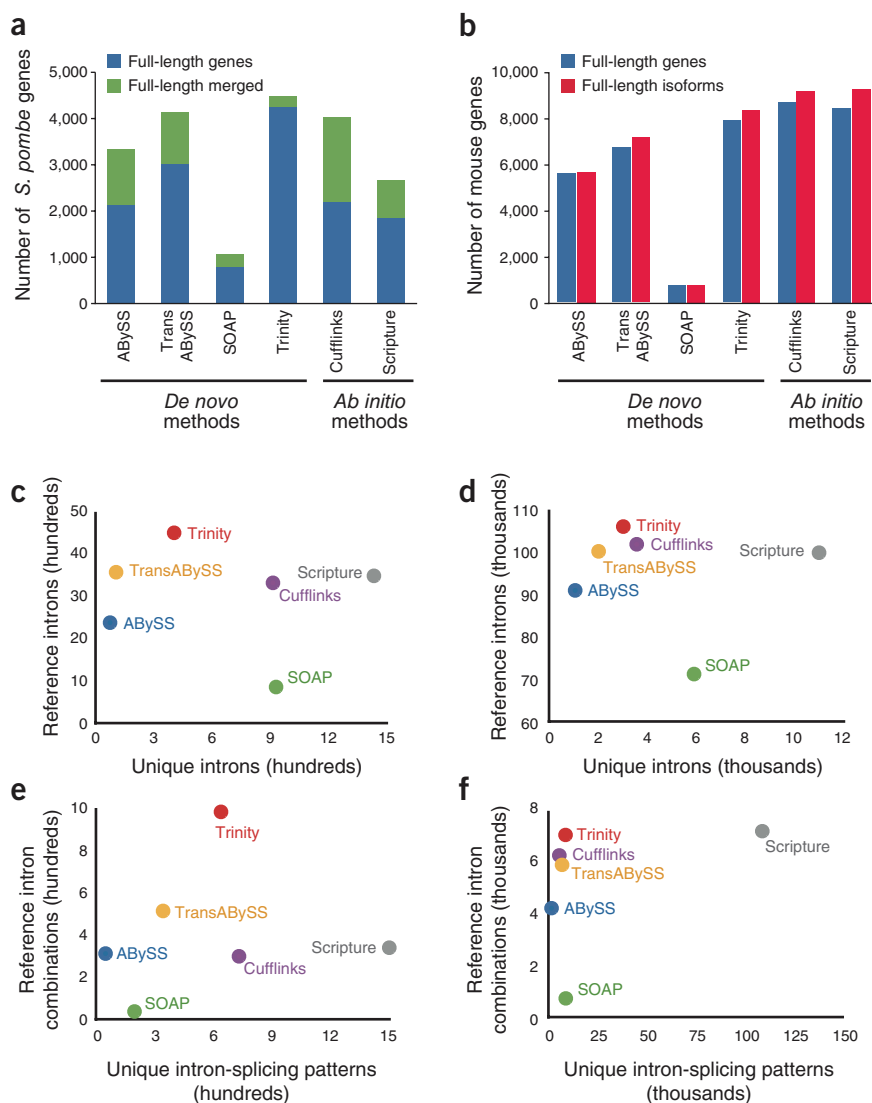 a
Full-length genes
Full-length merged
Number of S. pombe genes
5,000
4,000
3,000
2,000
1,000
0
ABySS
Trans
ABySS
SOAP
Trinity
Cufflinks
Scripture
De novo
methods
Ab initio
methods
b
Full-length genes
Full-length isoforms
Number of mouse genes
10,000
8,000
6,000
4,000
2,000
0
ABySS
Trans
ABySS
SOAP
Trinity
Cufflinks
Scripture
De novo
methods
Ab initio
methods
c
Reference introns (hundreds)
50
40
30
20
10
0
Trinity
TransABySS
Scripture
Cufflinks
ABySS
SOAP
0 3 6 9 12 15
Unique introns (hundreds)
d
Reference introns (thousands)
110
100
90
80
70
60
Trinity
Cufflinks
Scripture
TransABySS
ABySS
SOAP
0 2 4 6 8 10 12
Unique introns (thousands)
e
Reference intron
combinations (hundreds)
10
8
6
4
2
0
Trinity
TransABySS
ABySS
Scripture
Cufflinks
SOAP
0 3 6 9 12 15
Unique intron-splicing patterns
(hundreds)
f
Reference intron
combinations (thousands)
8
6
4
2
0
Trinity
Cufflinks
Scripture
TransABySS
ABySS
SOAP
0 25 50 75 100 125 150
Unique intron-splicing patterns
(thousands)